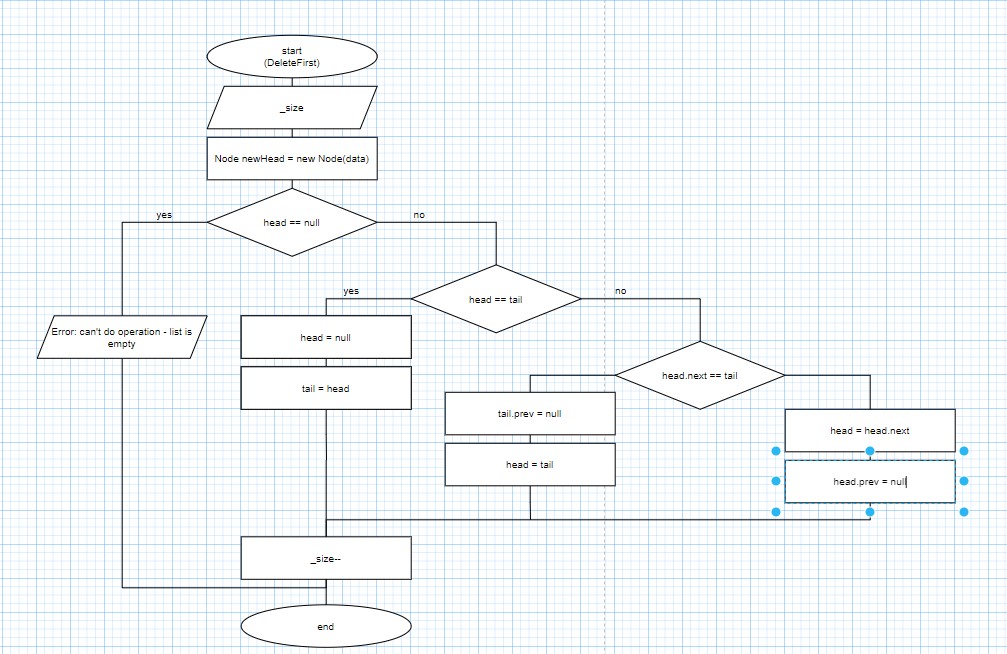 start
(DeleteFirst)
_size
Node newHead = new Node(data)
head == null
yes
no
head == tail
yes
no
Error: can't do operation - list is
empty
head = null
tail = head
head.next == tail
tail.prev = null
head = tail
head = head.next
head.prev = null
_size--
end